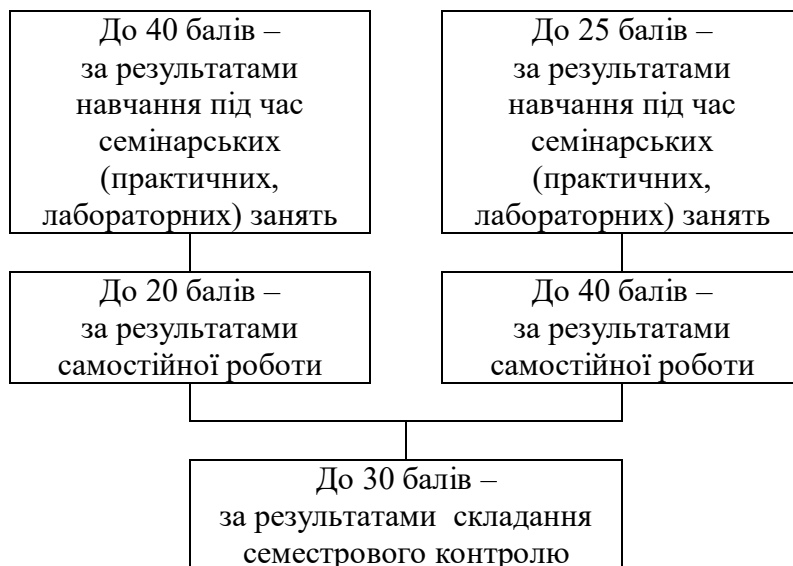 До 40 балів –
за результатами
навчання під час
семінарських
(практичних,
лабораторних) занять
До 25 балів –
за результатами
навчання під час
семінарських
(практичних,
лабораторних) занять
До 20 балів –
за результатами
самостійної роботи
До 40 балів –
за результатами
самостійної роботи
До 30 балів –
за результатами складання
семестрового контролю